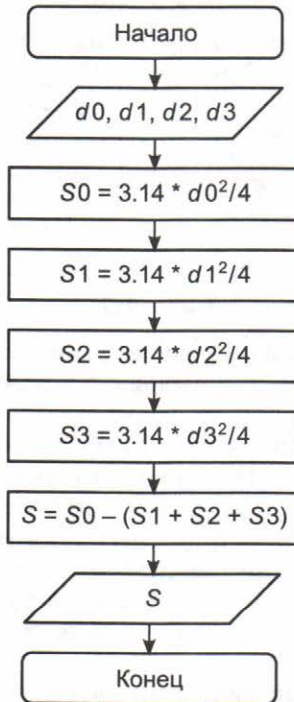 Начало
d0, d1, d2, d3
S0 = 3.14 * d0²/4
S1 = 3.14 * d1²/4
S2 = 3.14 * d2²/4
S3 = 3.14 * d3²/4
S = S0 – (S1 + S2 + S3)
S
Конец